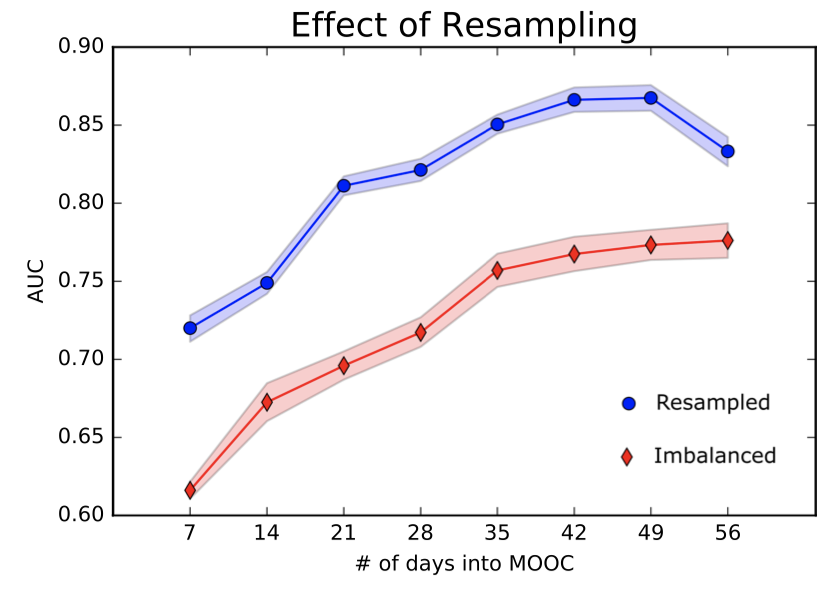 Effect of Resampling
0.90
0.85
0.80
0.75
0.70
0.65
0.60
AUC
Resampled
Imbalanced
7 14 21 28 35 42 49 56
# of days into MOOC